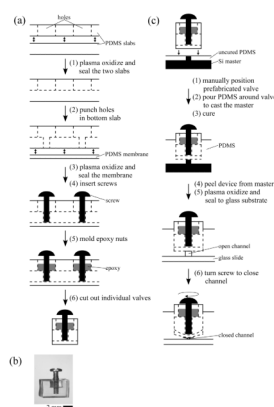 (a)
holes
PDMS slabs
(1) plasma oxidize and
seal the two slabs
(2) punch holes
in bottom slab
PDMS membrane
(3) plasma oxidize and
seal the membrane
(4) insert screws
screw
(5) mold epoxy nuts
epoxy
(6) cut out individual valves
(b)
2 mm
(c)
uncured PDMS
Si master
(1) manually position
prefabricated valve
(2) pour PDMS around valve
to cast the master
(3) cure
PDMS
(4) peel device from master
(5) plasma oxidize and
seal to glass substrate
open channel
glass slide
(6) turn screw to close
channel
closed channel